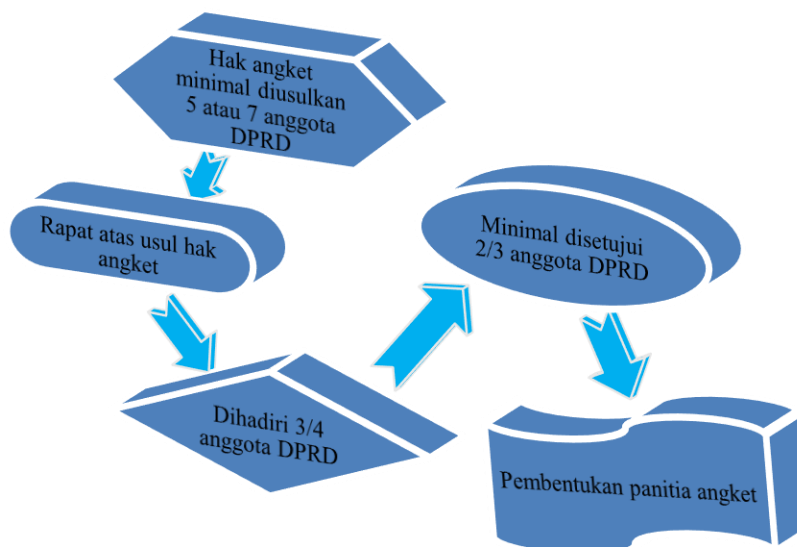 Hak angket
minimal diusulkan
5 atau 7 anggota
DPRD
Rapat atas usul hak
angket
Dihadiri 3/4
anggota DPRD
Minimal disetujui
2/3 anggota DPRD
Pembentukan panitia angket